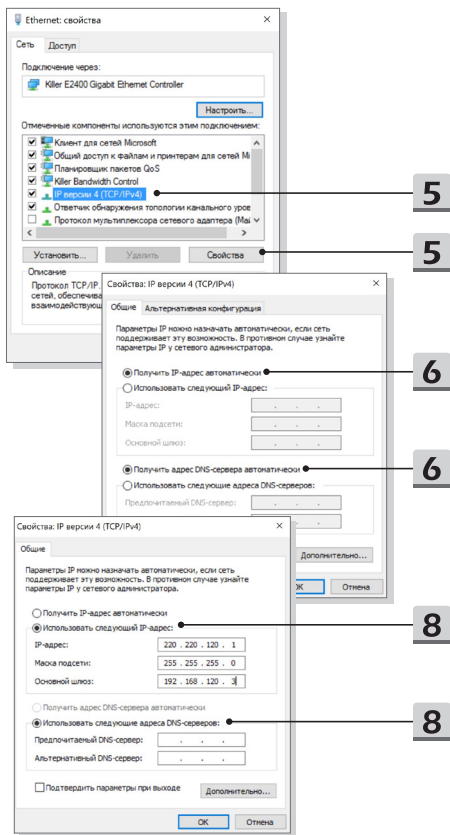 Ethernet: свойства
Сеть Доступ
Подключение через:
Killer E2400 Gigabit Ethernet Controller
Настроить...
Отмеченные компоненты используются этим подключением:
Клиент для сетей Microsoft
Общий доступ к файлам и принтерам для сетей Mi
Планировщик пакетов QoS
Killer Bandwidth Control
IP версии 4 (TCP/IPv4)
5
Ответчик обнаружения топологии канального уров
Протокол мультиплексора сетевого адаптера (Май
Установить... Удалить Свойства
5
Описание
Протокол TCP/IP.
сетей, обеспечива
взаимодействующ
Свойства: IP версии 4 (TCP/IPv4)
Общие Альтернативная конфигурация
Параметры IP можно назначать автоматически, если сеть
поддерживает эту возможность. В противном случае узнайте
параметры IP у сетевого администратора.
Получить IP-адрес автоматически
6
Использовать следующий IP-адрес:
IP-адрес:
Маска подсети:
Основной шлюз:
Получить адрес DNS-сервера автоматически
6
Использовать следующие адреса DNS-серверов:
Предпочитаемый DNS-сервер:
Дополнительно...
ОК Отмена
Свойства: IP версии 4 (TCP/IPv4)
Общие
Параметры IP можно назначать автоматически, если сеть
поддерживает эту возможность. В противном случае узнайте
параметры IP у сетевого администратора.
Получить IP-адрес автоматически
Использовать следующий IP-адрес:
8
IP-адрес: 220 . 220 . 120 . 1
Маска подсети: 255 . 255 . 255 . 0
Основной шлюз: 192 . 168 . 120 . 3
Получить адрес DNS-сервера автоматически
Использовать следующие адреса DNS-серверов:
8
Предпочитаемый DNS-сервер:
Альтернативный DNS-сервер:
Подтвердить параметры при выходе Дополнительно...
ОК Отмена